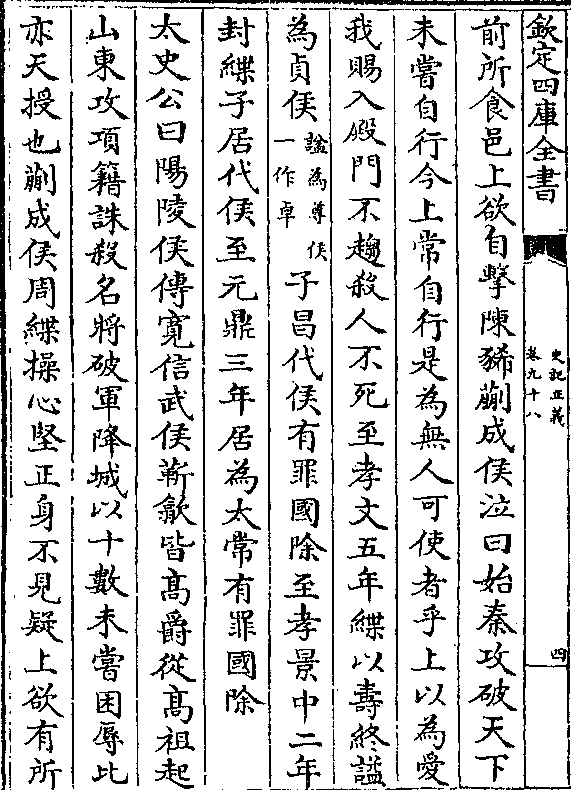 欽定四庫全書
史記正義
卷九十八
四
前所食邑上欲自擊陳豨蒯成侯泣曰始秦攻破天下
未嘗自行今上常自行是為無人可使者乎上以為愛
我賜入殿門不趨殺人不死至孝文五年緤以壽終諡
為貞侯諡為尊侯一作卓子昌代侯有罪國除至孝景中二年
封緤子居代侯至元鼎三年居為太常有罪國除
太史公曰陽陵侯傅寛信武侯靳歙皆髙爵從髙祖起
山東攻項籍誅殺名將破軍降城以十數未嘗困辱比
亦天授也蒯成侯周緤操心堅正身不見疑上欲有所